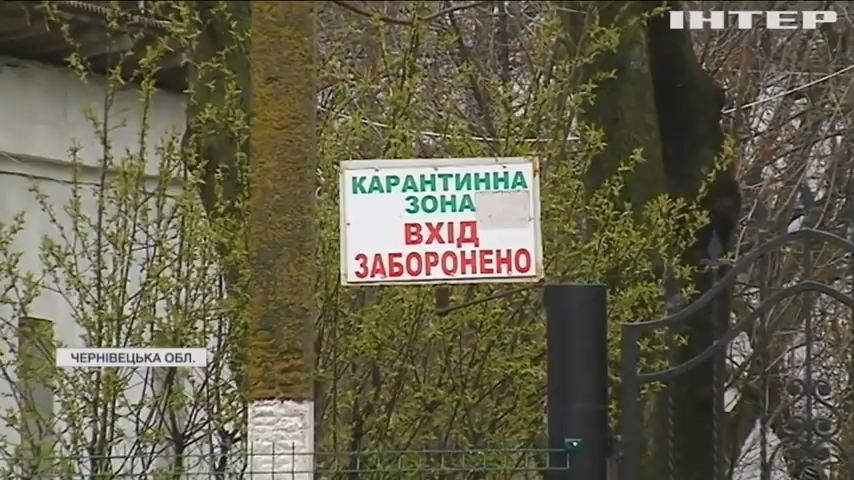 ІНТЕР
КАРАНТИННА
ЗОНА
ВХІД
ЗАБОРОНЕНО
ЧЕРНІВЕЦЬКА ОБЛ.